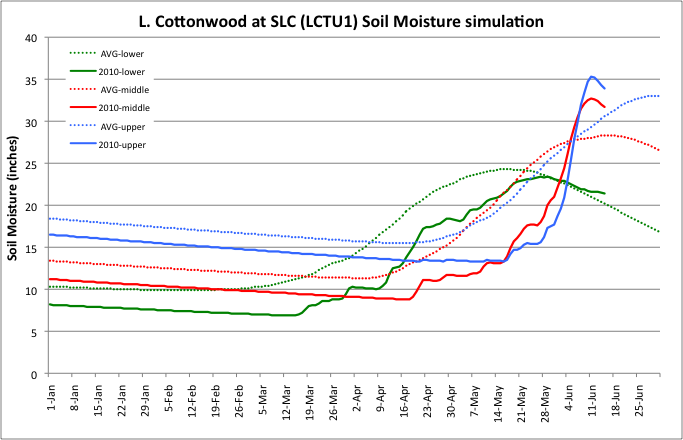 L. Cottonwood at SLC (LCTU1) Soil Moisture simulation
Soil Moisture (inches)
40
35
30
25
20
15
10
5
0
AVG-lower
2010-lower
AVG-middle
2010-middle
AVG-upper
2010-upper
1-Jan
8-Jan
15-Jan
22-Jan
29-Jan
5-Feb
12-Feb
19-Feb
26-Feb
5-Mar
12-Mar
19-Mar
26-Mar
2-Apr
9-Apr
16-Apr
23-Apr
30-Apr
7-May
14-May
21-May
28-May
4-Jun
11-Jun
18-Jun
25-Jun